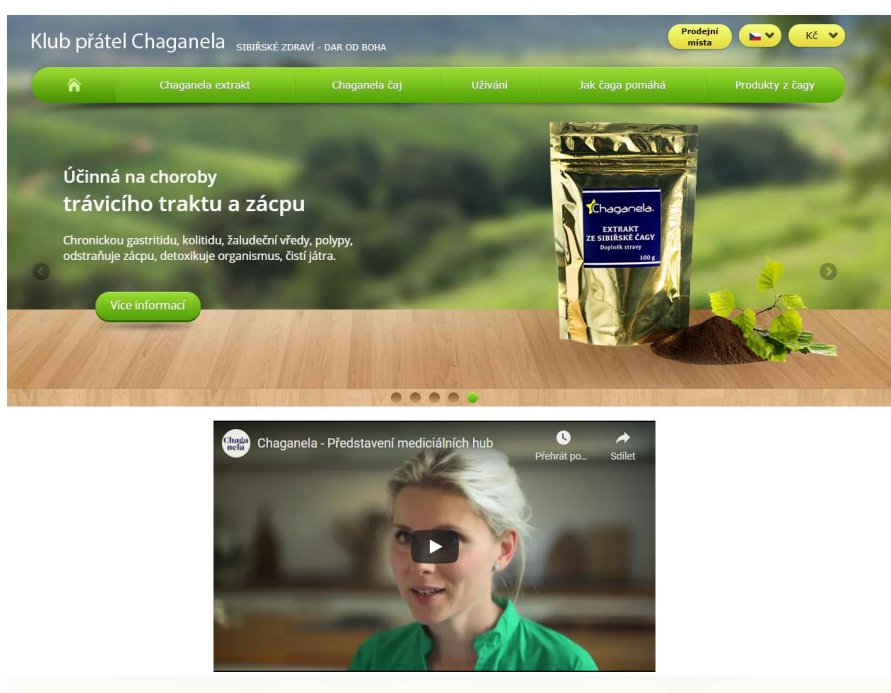 Klub přátel Chaganela SIBIŘSKÉ ZDRAVÍ - DAR OD BOHA
Prodejní
místa
Kč
Chaganela extrakt
Chaganela čaj
Užívání
Jak čaga pomáhá
Produkty z čagy
Účinná na choroby
trávicího traktu a zácpu
Chronickou gastritidu, kolitidu, žaludeční vředy, polypy,
odstraňuje zácpu, detoxikuje organismus, čistí játra.
Více informací
Chaganela
EXTRAKT
ZE SIBIŘSKÉ ČAGY
Doplněk stravy
100 g
Chaga
nela
Chaganela - Představení mediciálních hub
Přehrát po...
Sdílet